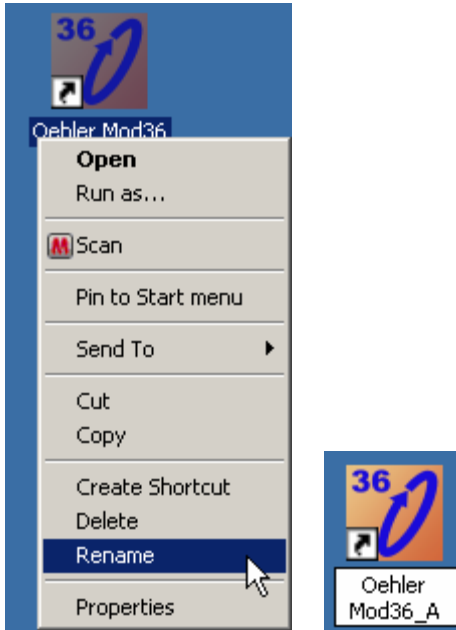 36
Oehler Mod36
Open
Run as...
M Scan
Pin to Start menu
Send To
Cut
Copy
Create Shortcut
Delete
Rename
Properties
36
Oehler
Mod36_A